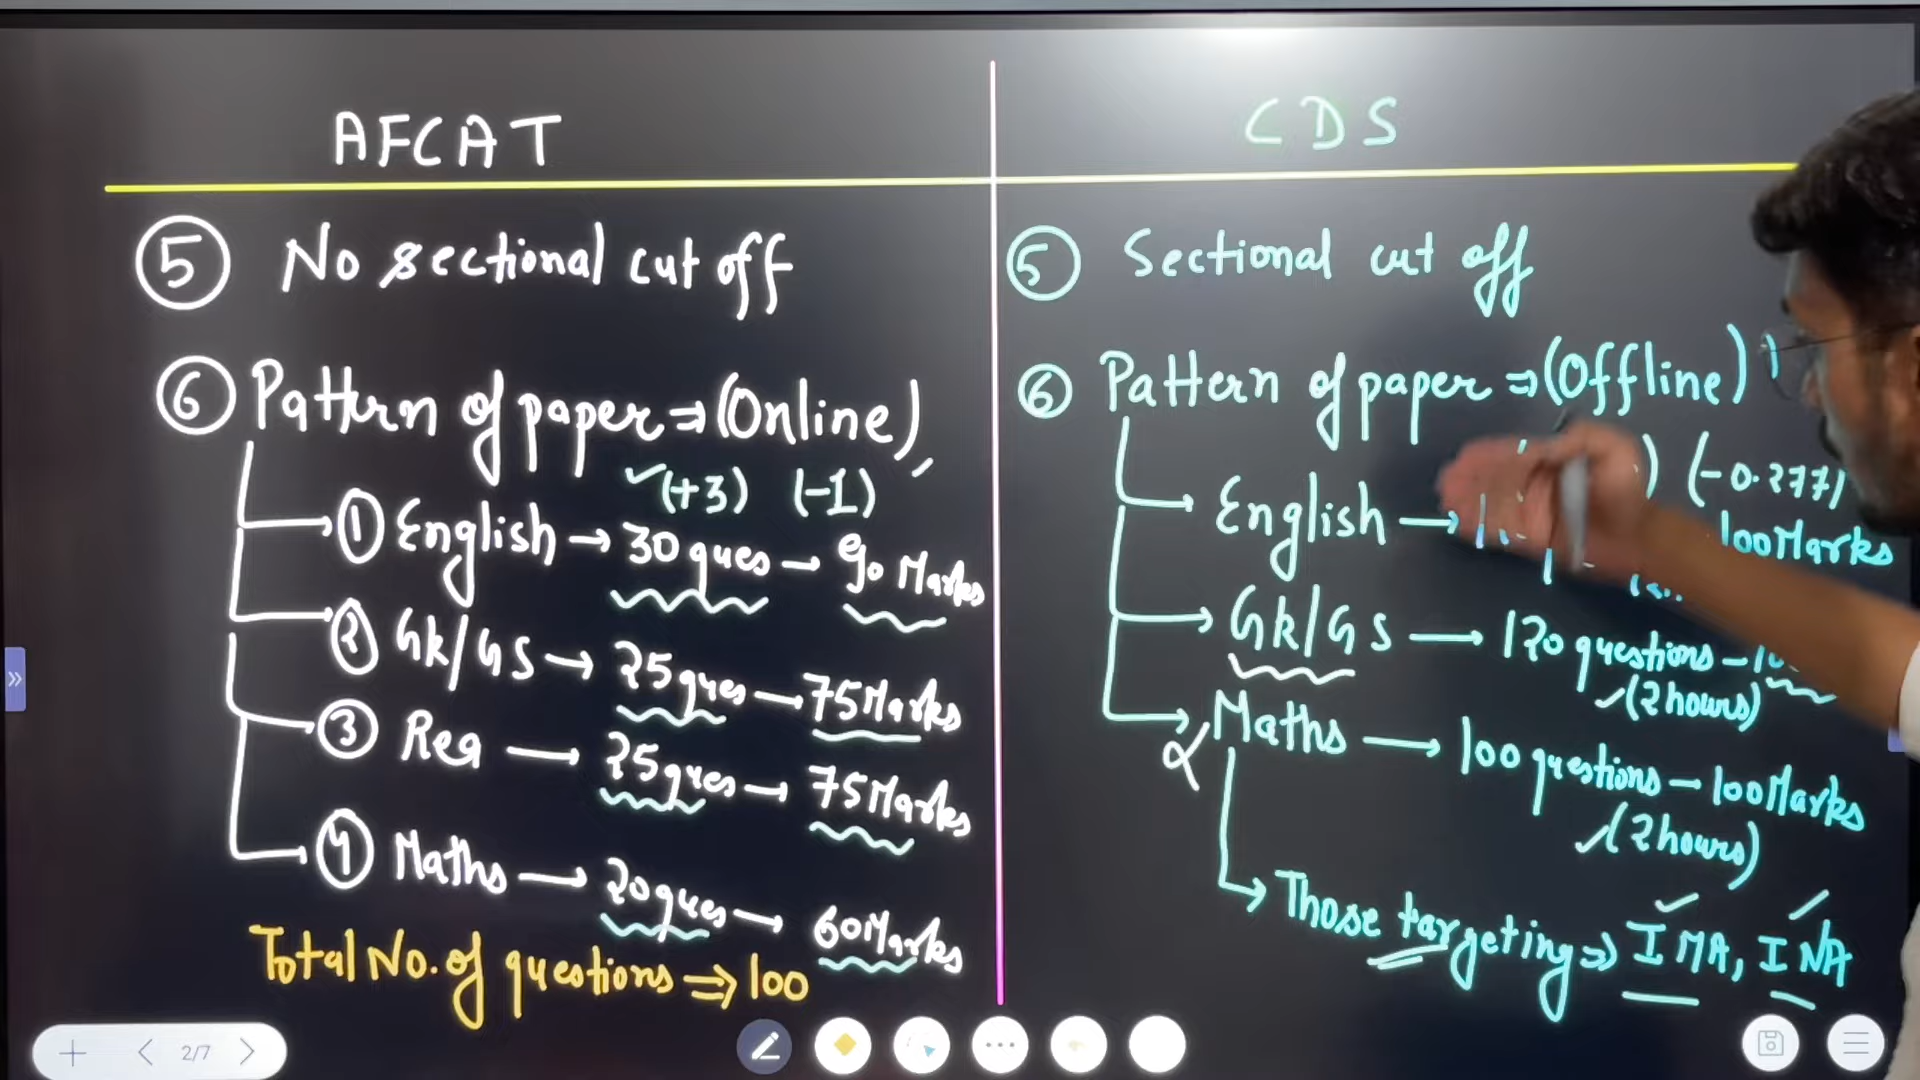 AFCAT
⑤ No sectional cut off
⑥ Pattern of paper ⇒ (Online),
✓(+3) (-1)
① English → 30 ques → 90 Marks
② GK/GS → 25 ques → 75 Marks
③ Rea → 25 ques → 75 Marks
④ Maths → 20 ques → 60 Marks
Total No. of questions ⇒ 100
CDS
⑤ Sectional cut off
⑥ Pattern of paper ⇒ (Offline)
) (-0.277)
English → 100 Marks
GK/GS → 120 questions
✓(2 hours)
Maths → 100 questions – 100 Marks
✓(2 hours)
Those targeting ⇒ IMA, INA
2/7